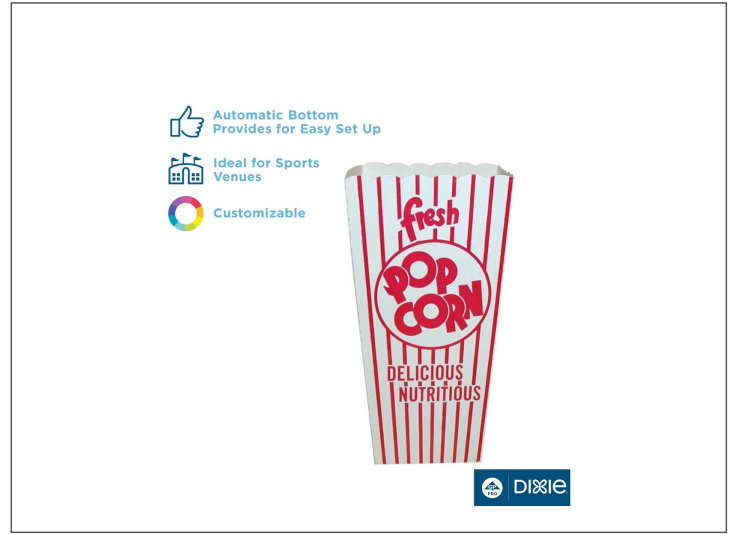 Automatic Bottom
Provides for Easy Set Up
Ideal for Sports
Venues
Customizable
fresh
POP
CORN
DELICIOUS
NUTRITIOUS
GP
PRO
DIXIE